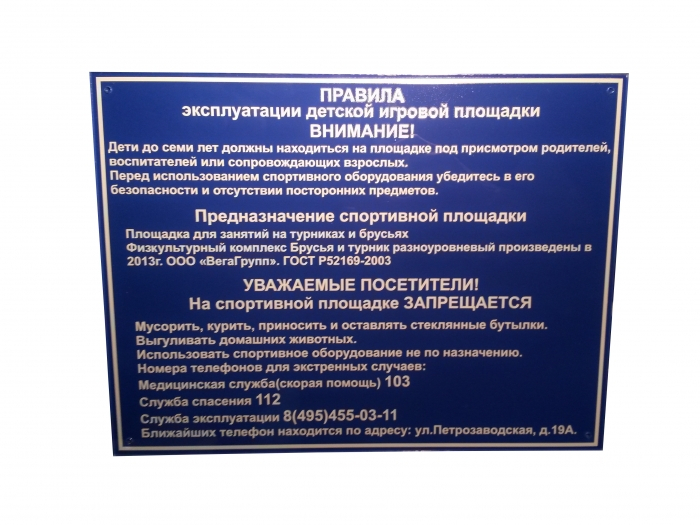 ПРАВИЛА
эксплуатации детской игровой площадки
ВНИМАНИЕ!
Дети до семи лет должны находиться на площадке под присмотром родителей,
воспитателей или сопровождающих взрослых.
Перед использованием спортивного оборудования убедитесь в его
безопасности и отсутствии посторонних предметов.
Предназначение спортивной площадки
Площадка для занятий на турниках и брусьях
Физкультурный комплекс Брусья и турник разноуровневый произведены в
2013г. ООО «ВегаГрупп». ГОСТ Р52169-2003
УВАЖАЕМЫЕ ПОСЕТИТЕЛИ!
На спортивной площадке ЗАПРЕЩАЕТСЯ
Мусорить, курить, приносить и оставлять стеклянные бутылки.
Выгуливать домашних животных.
Использовать спортивное оборудование не по назначению.
Номера телефонов для экстренных случаев:
Медицинская служба(скорая помощь) 103
Служба спасения 112
Служба эксплуатации 8(495)455-03-11
Ближайших телефон находится по адресу: ул.Петрозаводская, д.19А.